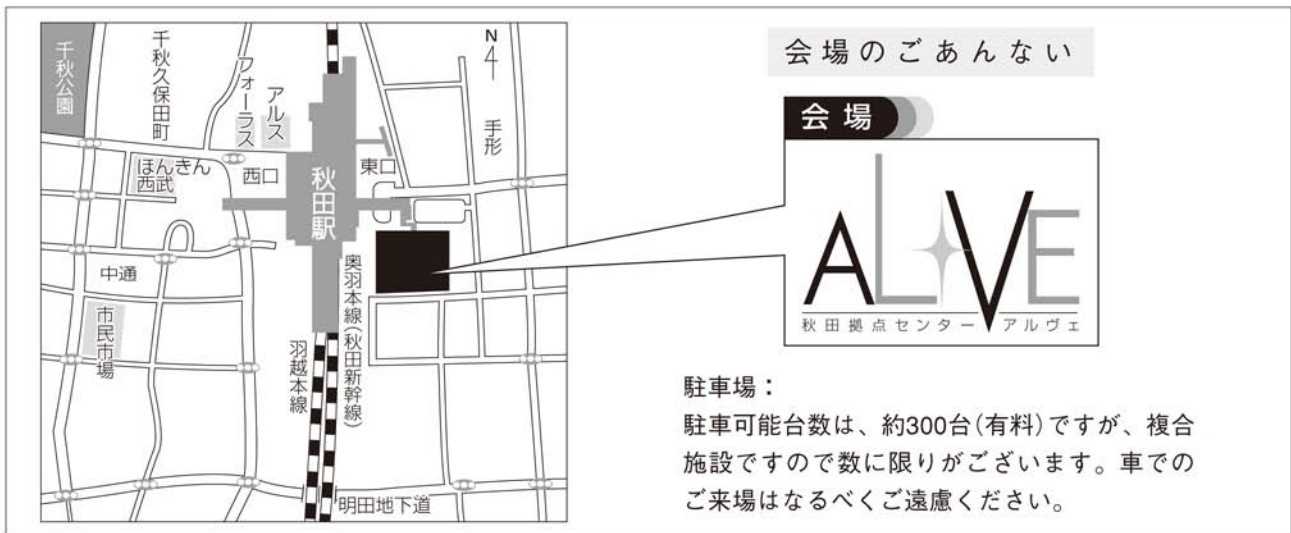 千秋公園
千秋久保田町
フォーラス
アルス
N
手形
ほんきん
西武
西口
秋田駅
東口
中通
市民市場
羽越本線
奥羽本線(秋田新幹線)
明田地下道
会場のごあんない
会場
ALIVE
秋田拠点センター アルヴェ
駐車場：
駐車可能台数は、約300台(有料)ですが、複合
施設ですので数に限りがございます。車での
ご来場はなるべくご遠慮ください。